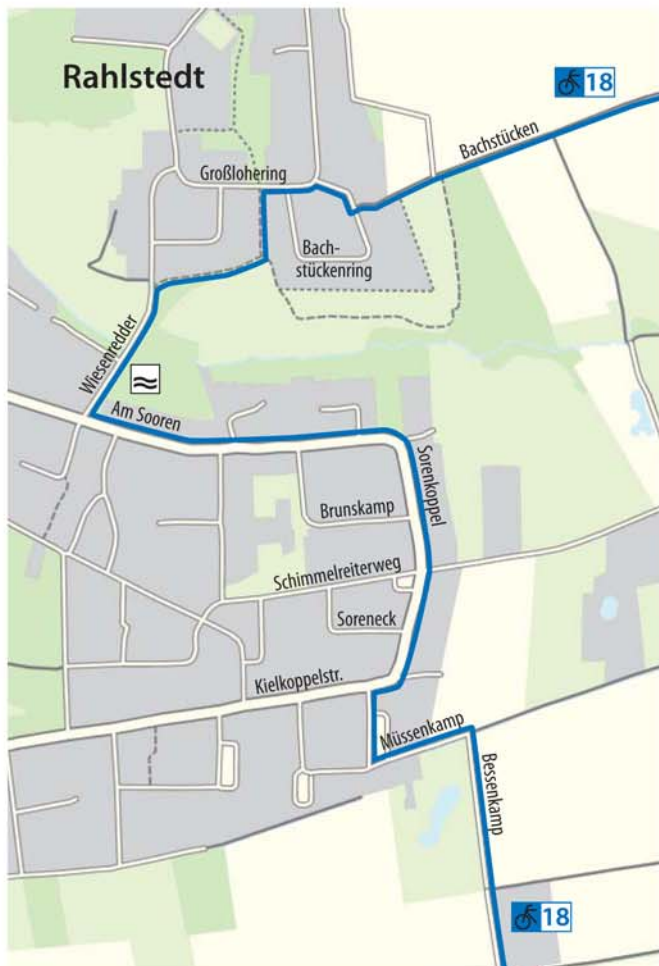 Rahlstedt
18
Bachstücken
Großlohering
Bach-
stückenring
Wiesenredder
Am Sooren
Sorenkoppel
Brunskamp
Schimmelreiterweg
Soreneck
Kielkoppelstr.
Müssenkamp
Bessenkamp
18